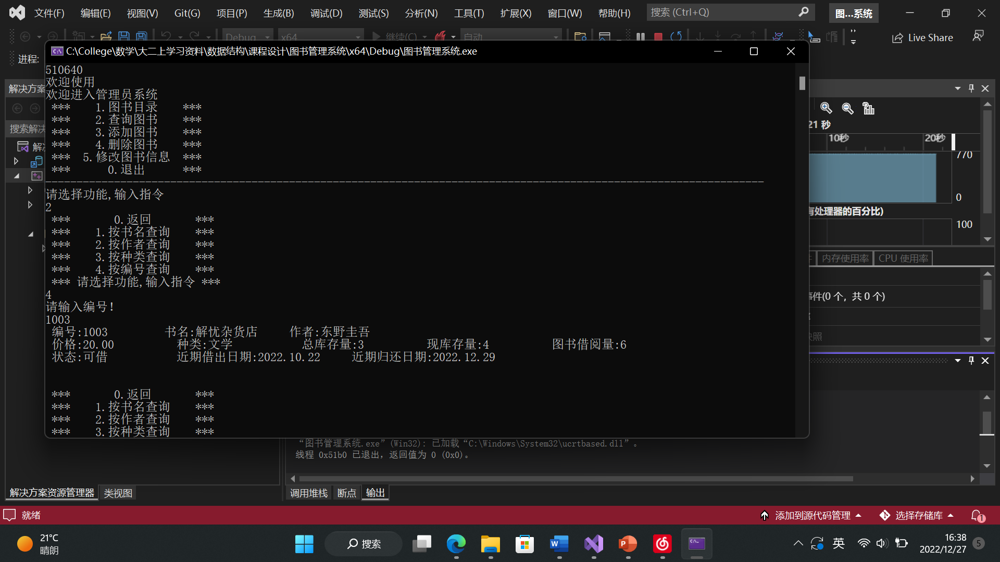 文件(F) 编辑(E) 视图(V) Git(G) 项目(P) 生成(B) 调试(D) 测试(S) 分析(N) 工具(T) 扩展(X) 窗口(W) 帮助(H) 搜索 (Ctrl+Q) 图...系统
Debug x64 继续(C) 自动 Live Share
进程:
C:\College\数学\大二上学习资料\数据结构\课程设计\图书管理系统\x64\Debug\图书管理系统.exe
510640
欢迎使用
欢迎进入管理员系统
*** 1.图书目录 ***
*** 2.查询图书 ***
*** 3.添加图书 ***
*** 4.删除图书 ***
*** 5.修改图书信息 ***
*** 0.退出 ***
请选择功能,输入指令
2
*** 0.返回 ***
*** 1.按书名查询 ***
*** 2.按作者查询 ***
*** 3.按种类查询 ***
*** 4.按编号查询 ***
*** 请选择功能,输入指令 ***
4
请输入编号!
1003
编号:1003 书名:解忧杂货店 作者:东野圭吾
价格:20.00 种类:文学 总库存量:3 现库存量:4 图书借阅量:6
状态:可借 近期借出日期:2022.10.22 近期归还日期:2022.12.29
*** 0.返回 ***
*** 1.按书名查询 ***
*** 2.按作者查询 ***
*** 3.按种类查询 ***
解决方案
搜索解决
21 秒
10秒 20秒
770
0
有处理器的百分比)
100
内存使用率 CPU 使用率
事件(0 个，共 0 个)
快照
“图书管理系统.exe”(Win32): 已加载“C:\Windows\System32\ucrtbased.dll”。
线程 0x51b0 已退出，返回值为 0 (0x0)。
解决方案资源管理器 类视图 调用堆栈 断点 输出
就绪 添加到源代码管理 选择存储库 1
21°C
晴朗
搜索
英
16:38
2022/12/27
5